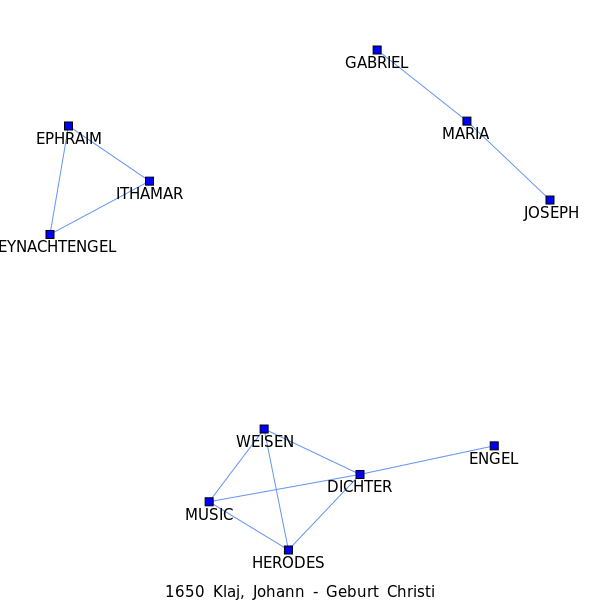 GABRIEL
MARIA
EPHRAIM
ITHAMAR
JOSEPH
EYNACHTENGEL
WEISEN
ENGEL
DICHTER
MUSIC
HERODES
1650 Klaj, Johann - Geburt Christi